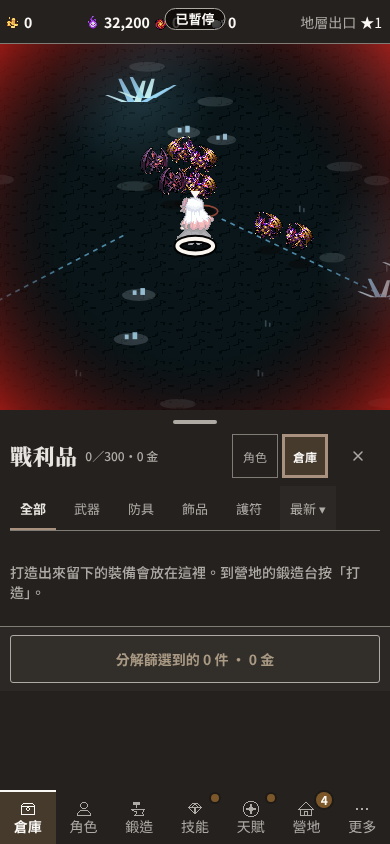 0 32,200 已暫停 0 地層出口 ★1
戰利品 0／300・0 金 角色 倉庫 ×
全部 武器 防具 飾品 護符 最新 ▾
打造出來留下的裝備會放在這裡。到營地的鍛造台按「打
造」。
分解篩選到的 0 件 ・ 0 金
4
倉庫 角色 鍛造 技能 天賦 營地 更多